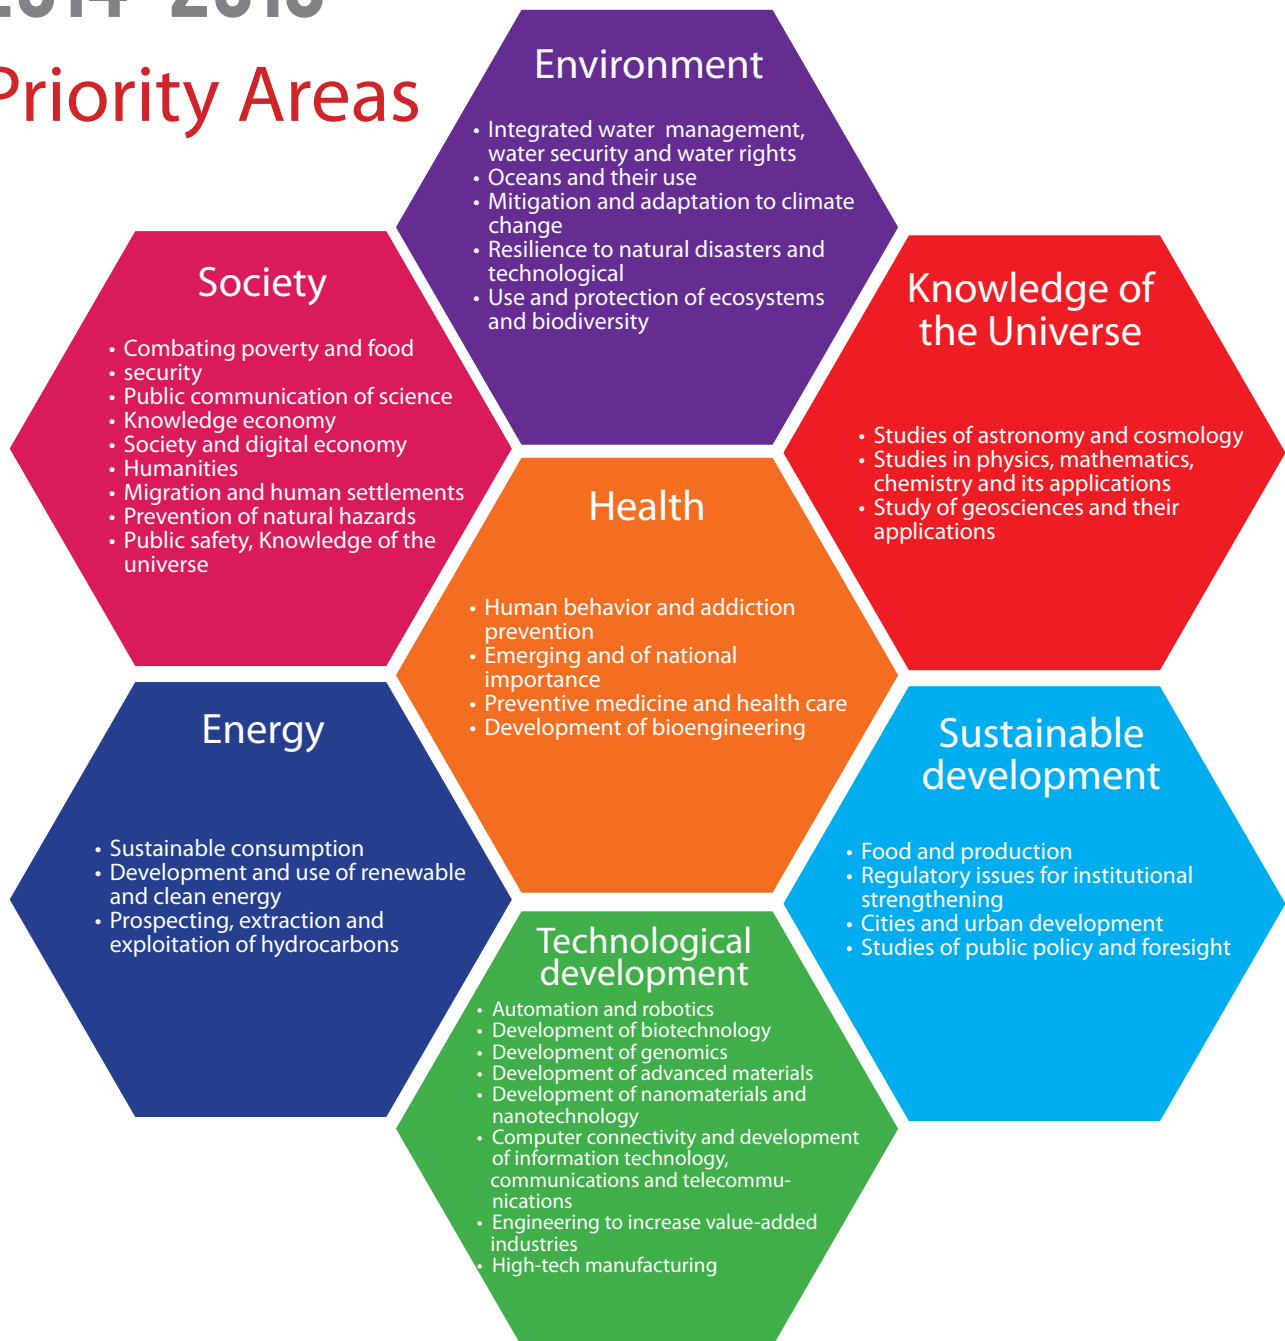 2014-2018
Priority Areas
Environment
• Integrated water management,
water security and water rights
• Oceans and their use
• Mitigation and adaptation to climate
change
• Resilience to natural disasters and
technological
• Use and protection of ecosystems
and biodiversity
Society
• Combating poverty and food
• security
• Public communication of science
• Knowledge economy
• Society and digital economy
• Humanities
• Migration and human settlements
• Prevention of natural hazards
• Public safety, Knowledge of the
universe
Knowledge of
the Universe
• Studies of astronomy and cosmology
• Studies in physics, mathematics,
chemistry and its applications
• Study of geosciences and their
applications
Health
• Human behavior and addiction
prevention
• Emerging and of national
importance
• Preventive medicine and health care
• Development of bioengineering
Energy
• Sustainable consumption
• Development and use of renewable
and clean energy
• Prospecting, extraction and
exploitation of hydrocarbons
Sustainable
development
• Food and production
• Regulatory issues for institutional
strengthening
• Cities and urban development
• Studies of public policy and foresight
Technological
development
• Automation and robotics
• Development of biotechnology
• Development of genomics
• Development of advanced materials
• Development of nanomaterials and
nanotechnology
• Computer connectivity and development
of information technology,
communications and telecommu-
nications
• Engineering to increase value-added
industries
• High-tech manufacturing